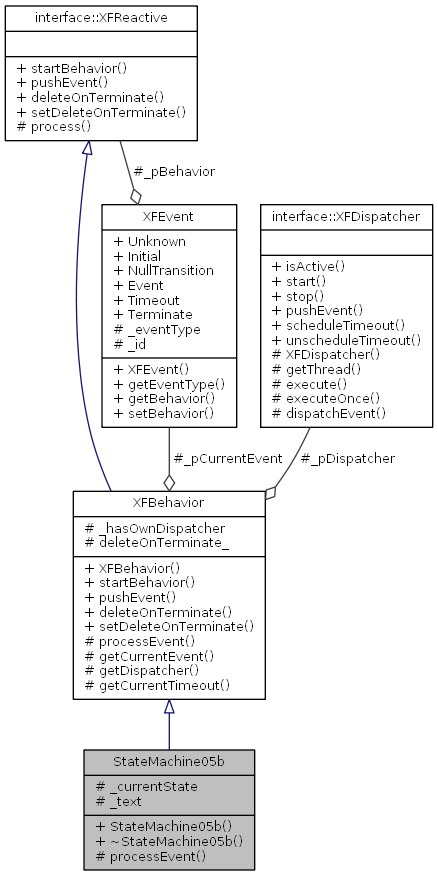 interface::XFReactive
+ startBehavior()
+ pushEvent()
+ deleteOnTerminate()
+ setDeleteOnTerminate()
# process()
#_pBehavior
XFEvent
+ Unknown
+ Initial
+ NullTransition
+ Event
+ Timeout
+ Terminate
# _eventType
# _id
+ XFEvent()
+ getEventType()
+ getBehavior()
+ setBehavior()
interface::XFDispatcher
+ isActive()
+ start()
+ stop()
+ pushEvent()
+ scheduleTimeout()
+ unscheduleTimeout()
# XFDispatcher()
# getThread()
# execute()
# executeOnce()
# dispatchEvent()
#_pCurrentEvent
#_pDispatcher
XFBehavior
# _hasOwnDispatcher
# deleteOnTerminate_
+ XFBehavior()
+ startBehavior()
+ pushEvent()
+ deleteOnTerminate()
+ setDeleteOnTerminate()
# processEvent()
# getCurrentEvent()
# getDispatcher()
# getCurrentTimeout()
StateMachine05b
# _currentState
# _text
+ StateMachine05b()
+ ~StateMachine05b()
# processEvent()